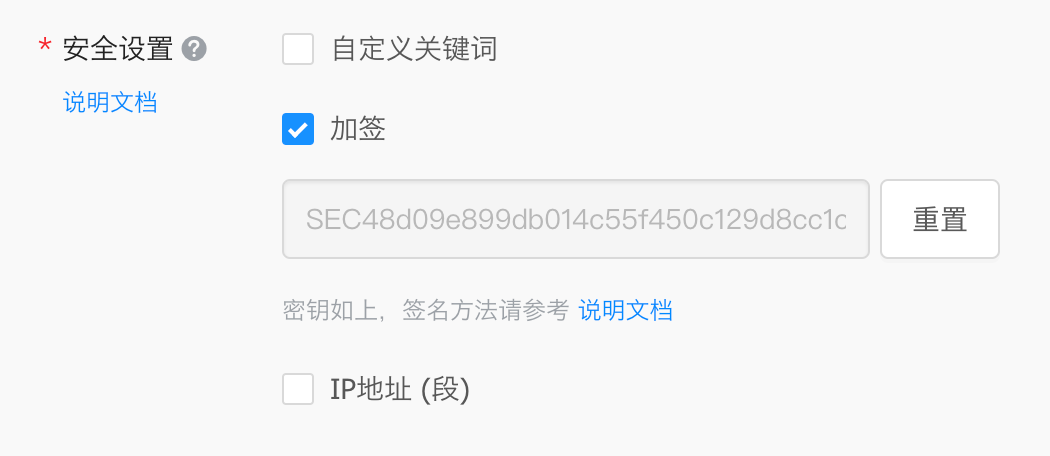 * 安全设置 ?
自定义关键词
说明文档
加签
SEC48d09e899db014c55f450c129d8cc1c
重置
密钥如上，签名方法请参考 说明文档
IP地址 (段)